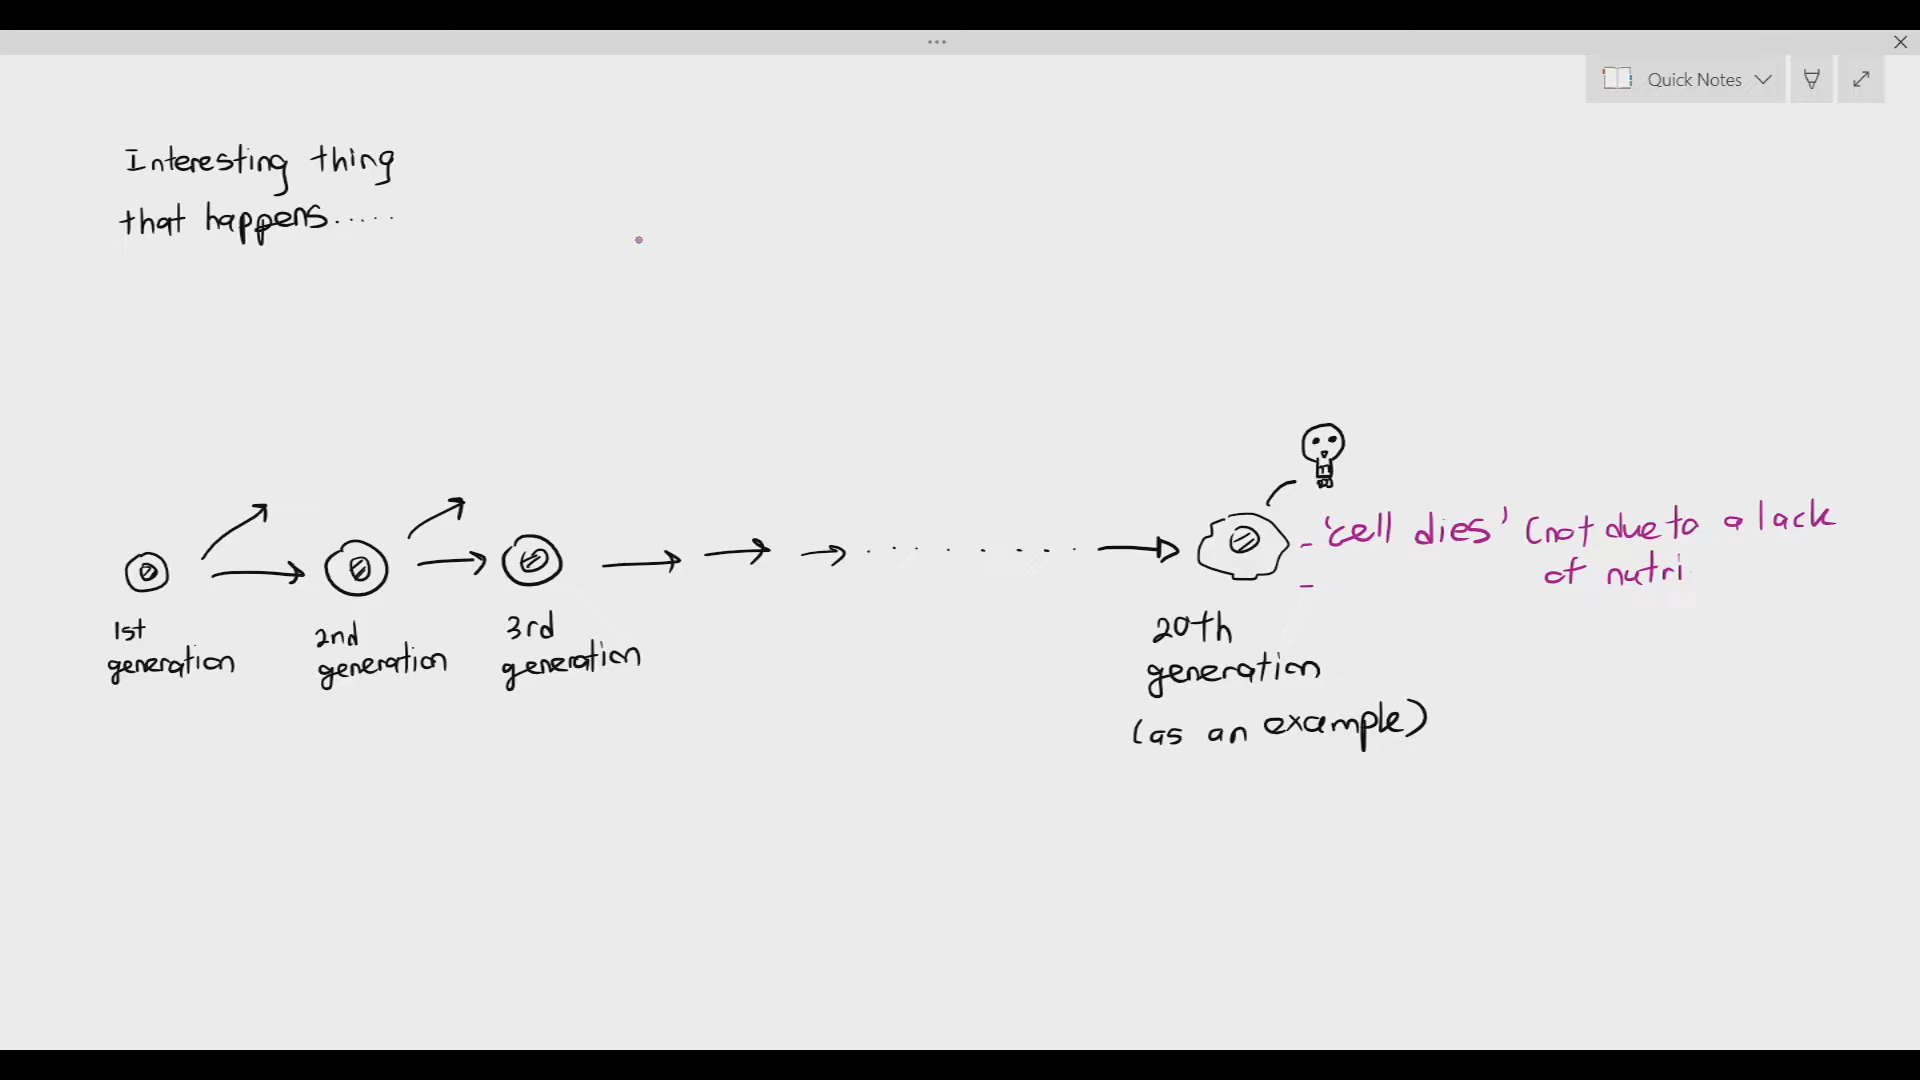 Quick Notes
Interesting thing
that happens.....
'cell dies' (not due to a lack
of nutri
1st
generation
2nd
generation
3rd
generation
20th
generation
(as an example)